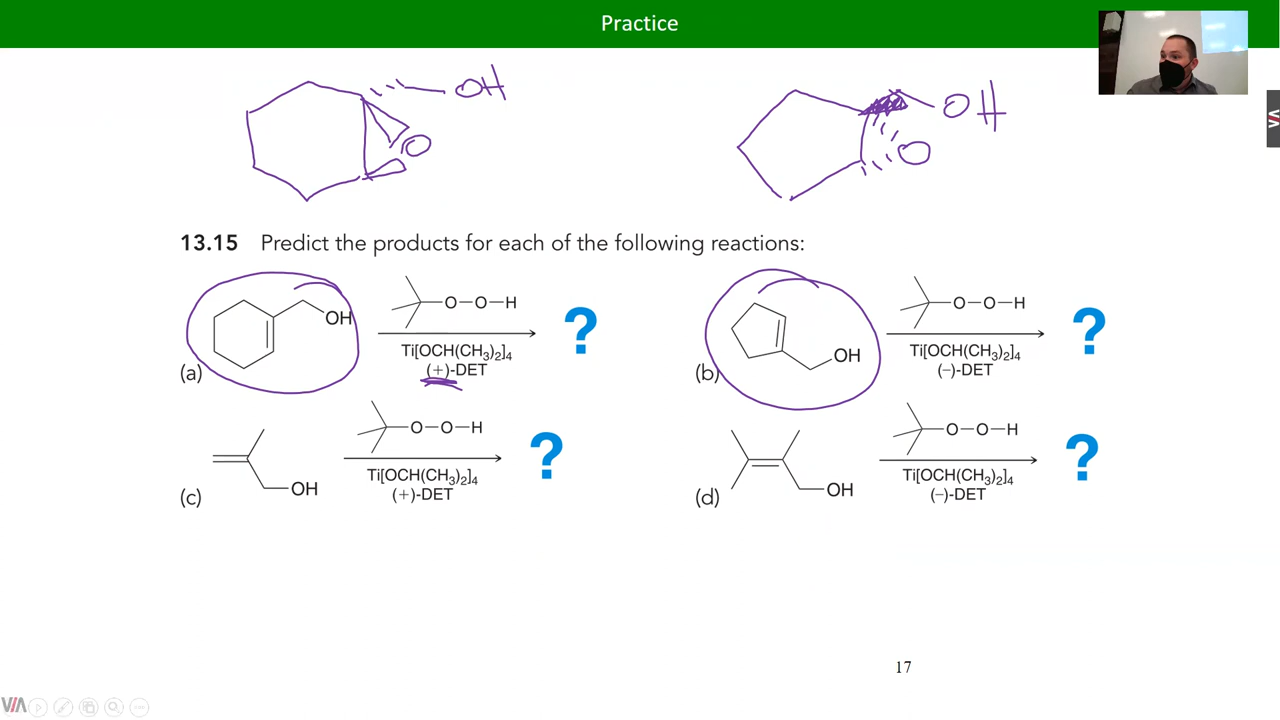 Practice
OH
O
OH
O
13.15 Predict the products for each of the following reactions:
(a)
OH
O–O–H
Ti[OCH(CH₃)₂]₄
(+)-DET
?
(b)
OH
O–O–H
Ti[OCH(CH₃)₂]₄
(–)-DET
?
(c)
OH
O–O–H
Ti[OCH(CH₃)₂]₄
(+)-DET
?
(d)
OH
O–O–H
Ti[OCH(CH₃)₂]₄
(–)-DET
?
17
VIA